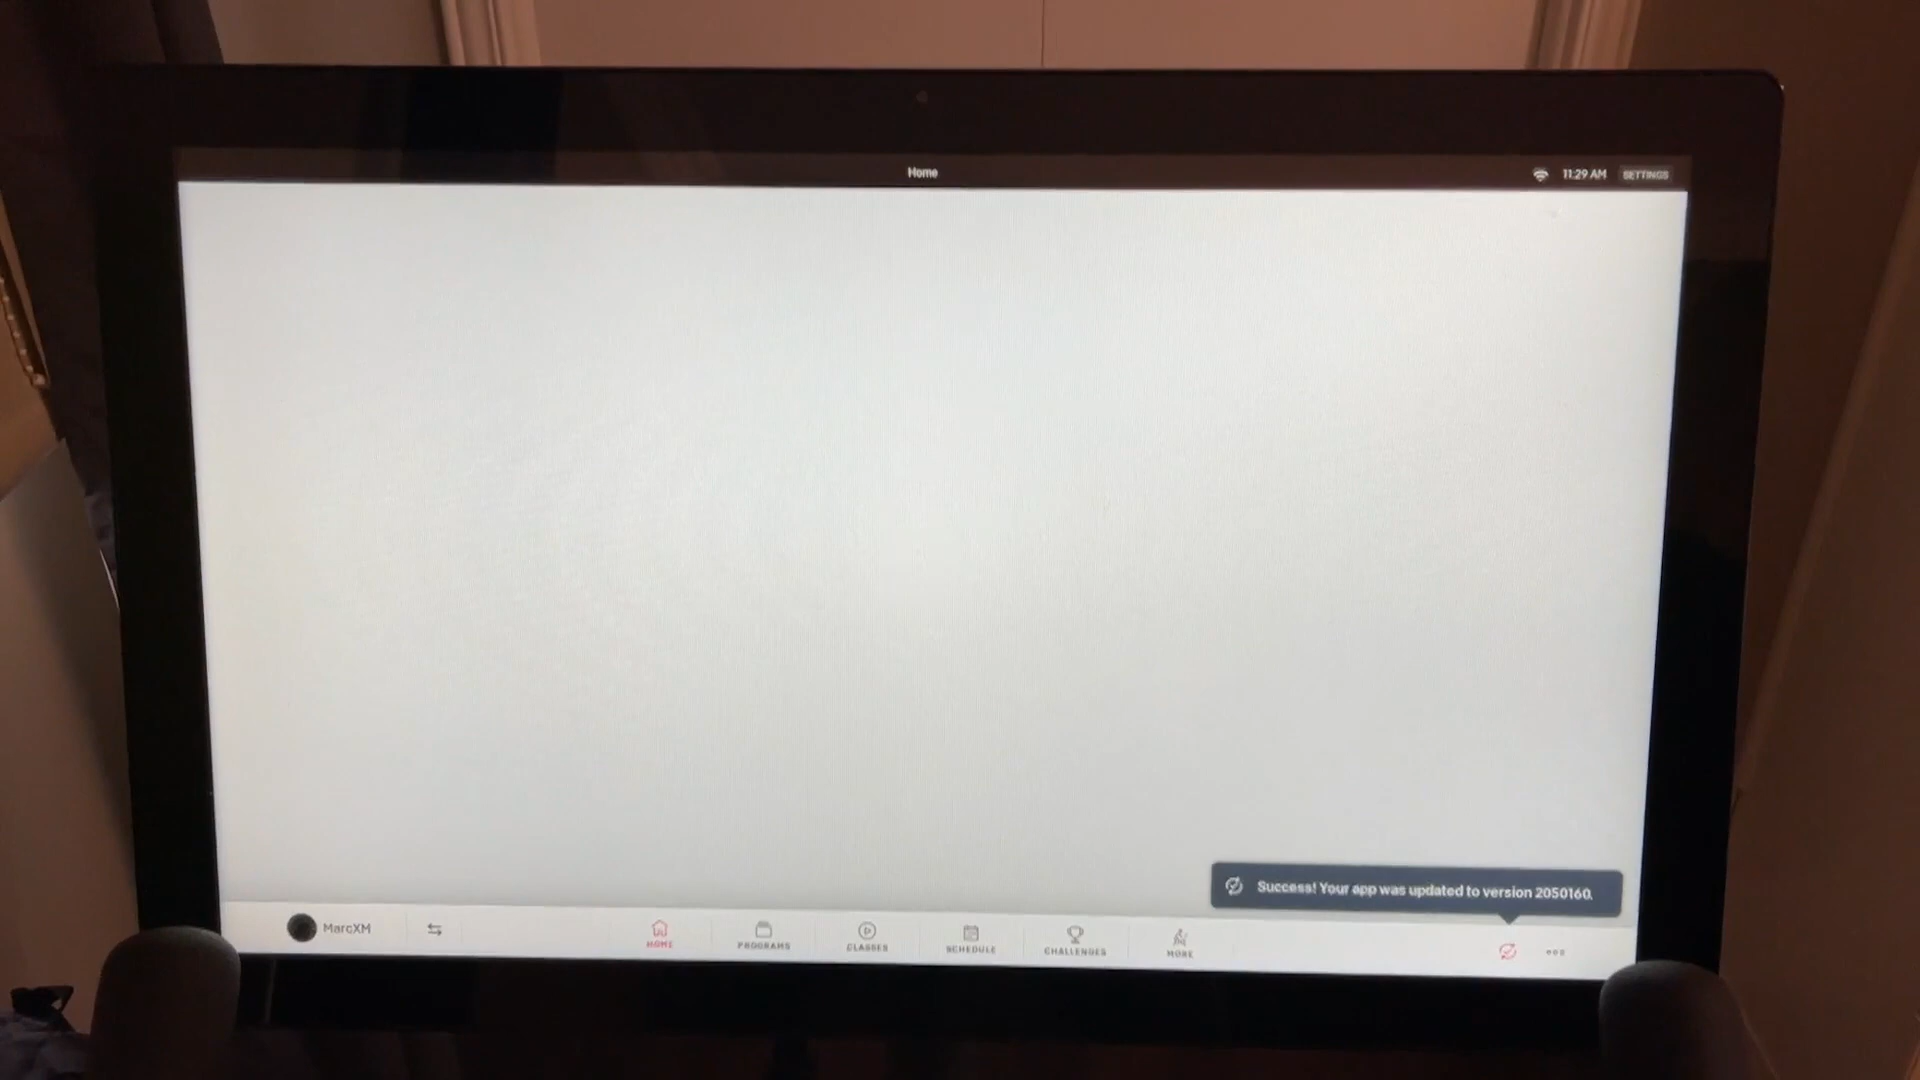 Home
11:29 AM SETTINGS
Success! Your app was updated to version 2050160.
MarcXM
HOME
PROGRAMS
CLASSES
SCHEDULE
CHALLENGES
MORE